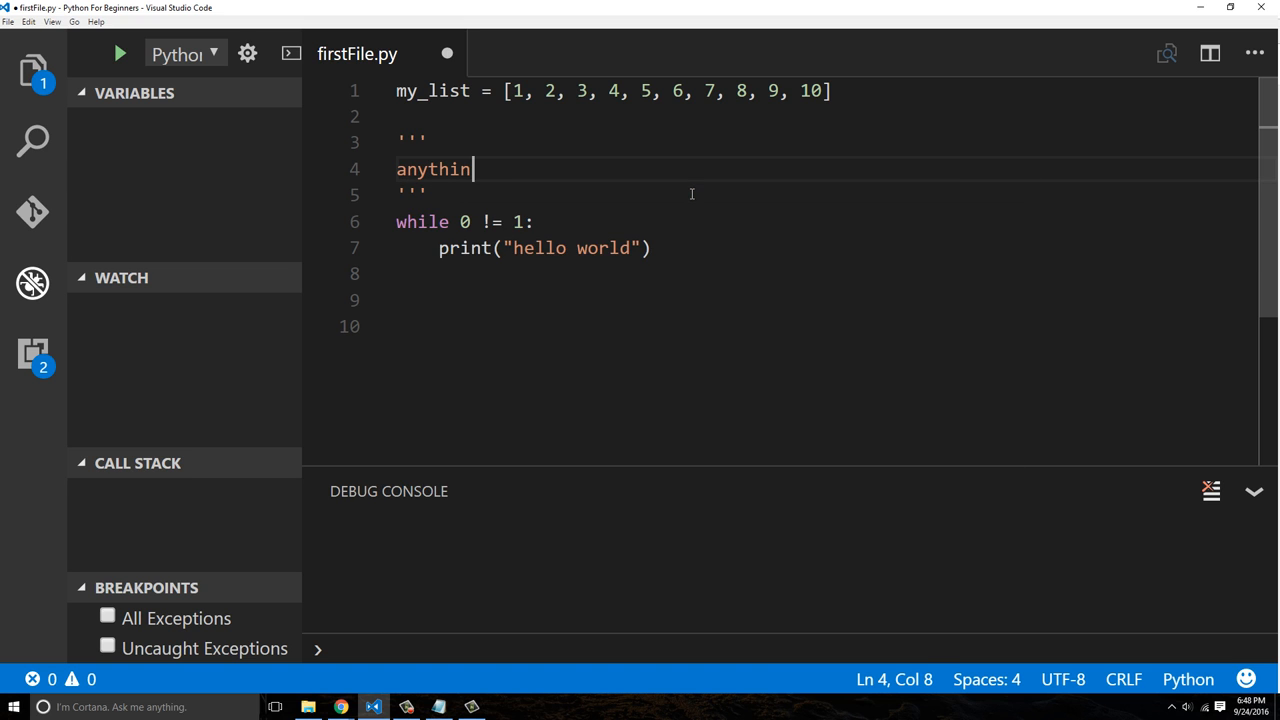 ● firstFile.py - Python For Beginners - Visual Studio Code
File Edit View Go Help
1
2
Python
firstFile.py
VARIABLES
WATCH
CALL STACK
BREAKPOINTS
All Exceptions
Uncaught Exceptions
1 my_list = [1, 2, 3, 4, 5, 6, 7, 8, 9, 10]
2
3 '''
4 anythin
5 '''
6 while 0 != 1:
7     print("hello world")
8
9
10
DEBUG CONSOLE
0 0
Ln 4, Col 8 Spaces: 4 UTF-8 CRLF Python
I'm Cortana. Ask me anything.
6:48 PM
9/24/2016